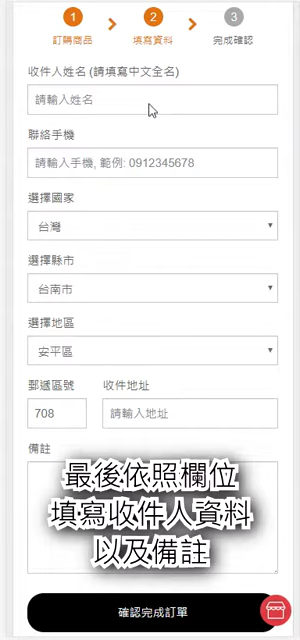 1 2 3
訂購商品 填寫資料 完成確認
收件人姓名 (請填寫中文全名)
請輸入姓名
聯絡手機
請輸入手機, 範例: 0912345678
選擇國家
台灣
選擇縣市
台南市
選擇地區
安平區
郵遞區號 收件地址
708 請輸入地址
備註
最後依照欄位
填寫收件人資料
以及備註
確認完成訂單